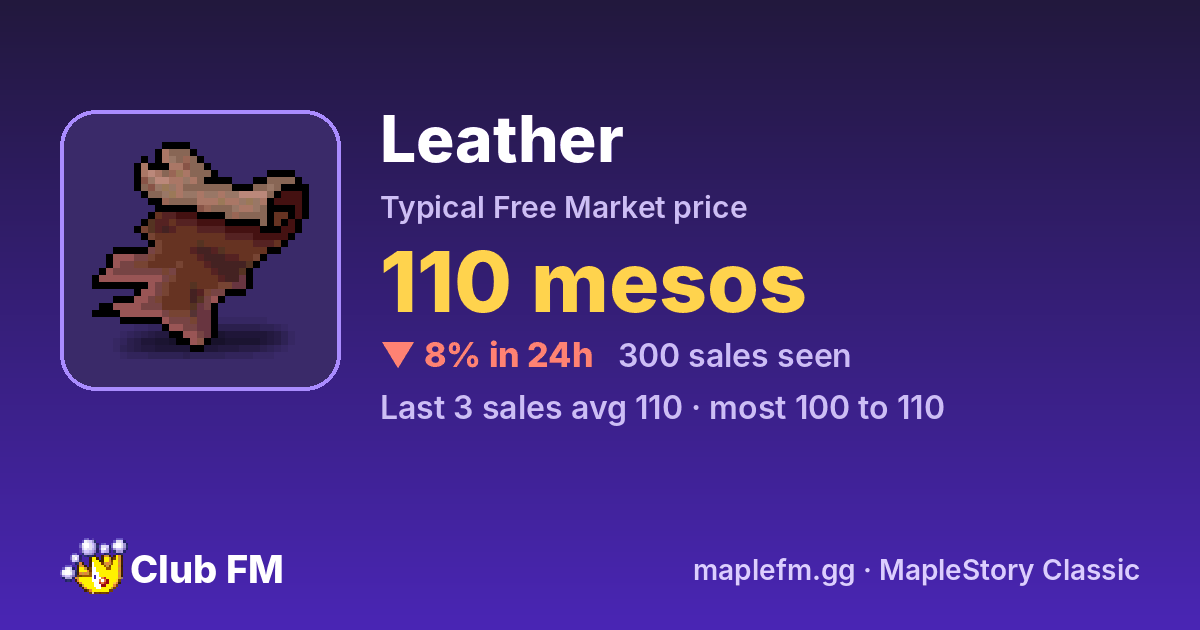 Leather
Typical Free Market price
110 mesos
▼ 8% in 24h 300 sales seen
Last 3 sales avg 110 · most 100 to 110
Club FM
maplefm.gg · MapleStory Classic